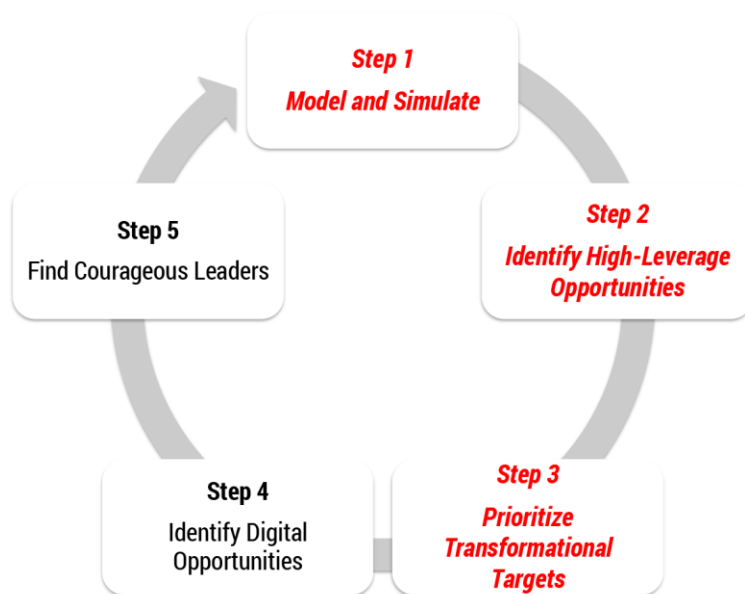 Step 1
Model and Simulate
Step 2
Identify High-Leverage
Opportunities
Step 3
Prioritize
Transformational
Targets
Step 4
Identify Digital
Opportunities
Step 5
Find Courageous Leaders